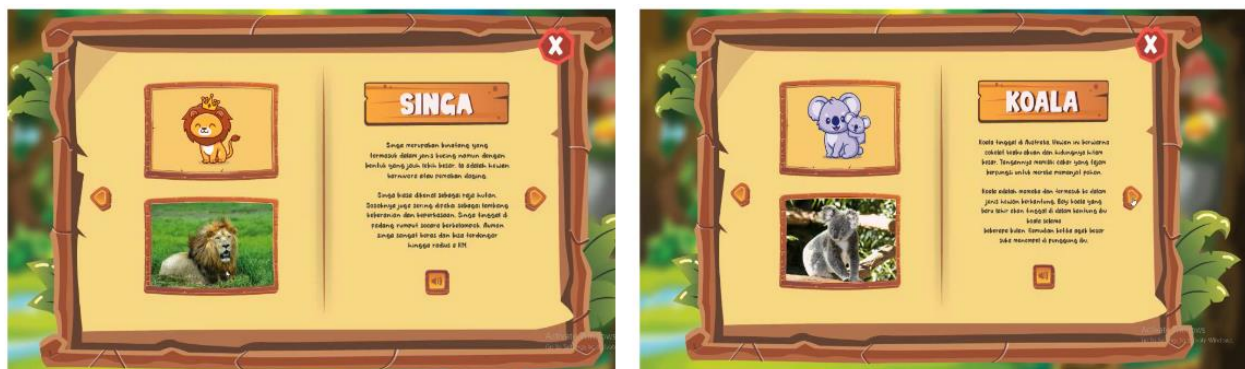 X
SINGA
Singa merupakan binatang yang
termasuk dalam jenis kucing namun dengan
bentuk yang jauh lebih besar. Ia adalah hewan
karnivora atau pemakan daging.
Singa biasa dikenal sebagai raja hutan.
Sosoknya juga sering disebut sebagai lambang
keberanian dan keperkasaan. Singa tinggal di
padang rumput secara berkelompok. Auman
singa sangat keras dan bisa terdengar
hingga radius 8 KM.
X
KOALA
Koala tinggal di Australia. Hewan ini berwarna
cokelat keabu abuan dan hidungnya hitam
besar. Tangannya memiliki cakar yang tajam
berfungsi untuk mereka memanjat pohon.
Koala adalah mamalia dan termasuk ke dalam
jenis hewan berkantung. Bayi koala yang
baru lahir akan tinggal di dalam kantung ibu
koala selama
beberapa bulan. Kemudian ketika agak besar
suka menempel di punggung ibu.